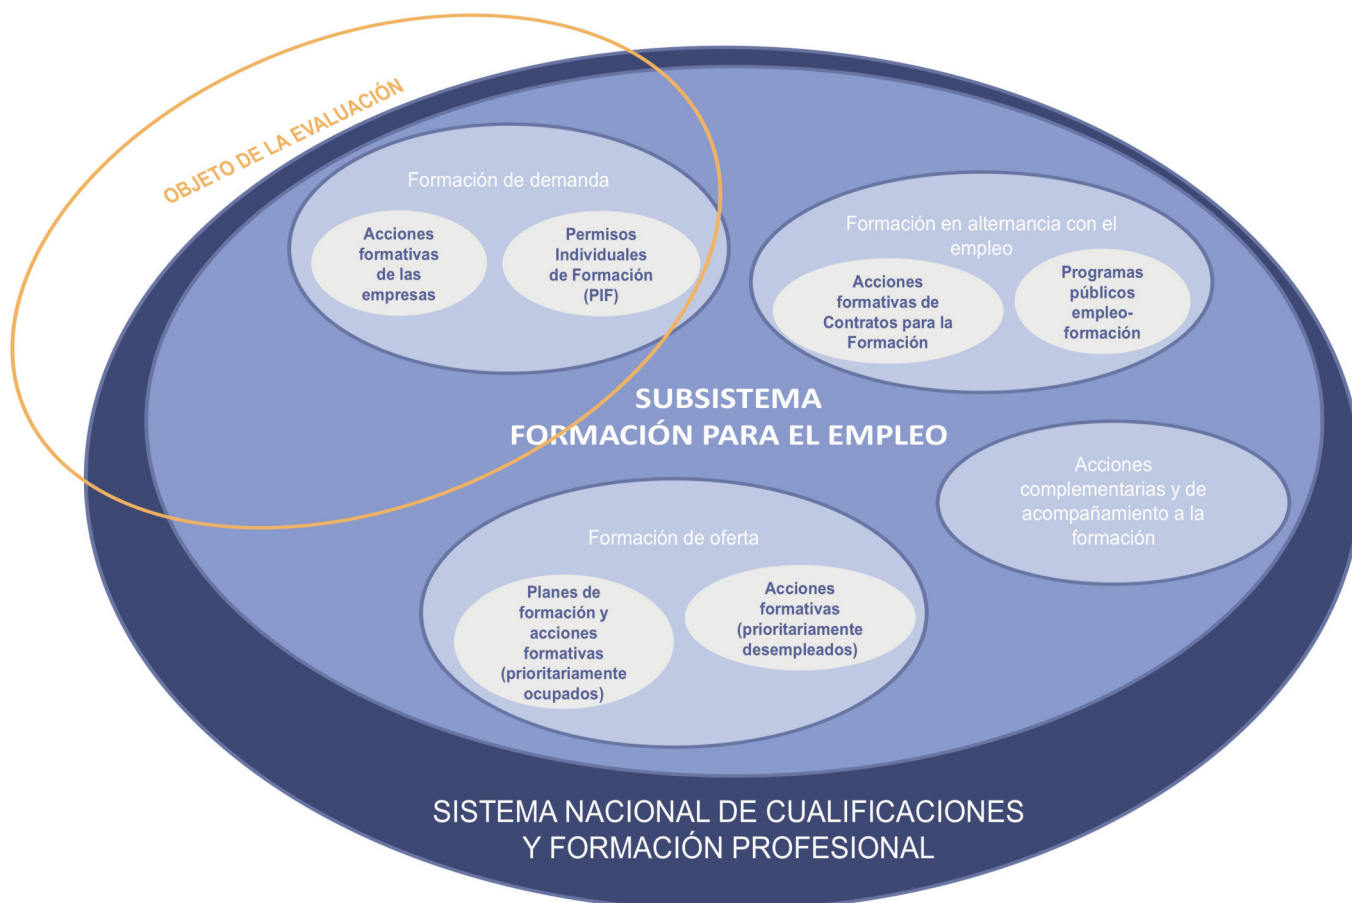 OBJETO DE LA EVALUACIÓN
Formación de demanda
Acciones
formativas
de las
empresas
Permisos
Individuales
de Formación
(PIF)
Formación en alternancia con el
empleo
Acciones
formativas de
Contratos para la
Formación
Programas
públicos
empleo-
formación
SUBSISTEMA
FORMACIÓN PARA EL EMPLEO
Acciones
complementarias y de
acompañamiento a la
formación
Formación de oferta
Planes de
formación y
acciones
formativas
(prioritariamente
ocupados)
Acciones
formativas
(prioritariamente
desempleados)
SISTEMA NACIONAL DE CUALIFICACIONES
Y FORMACIÓN PROFESIONAL